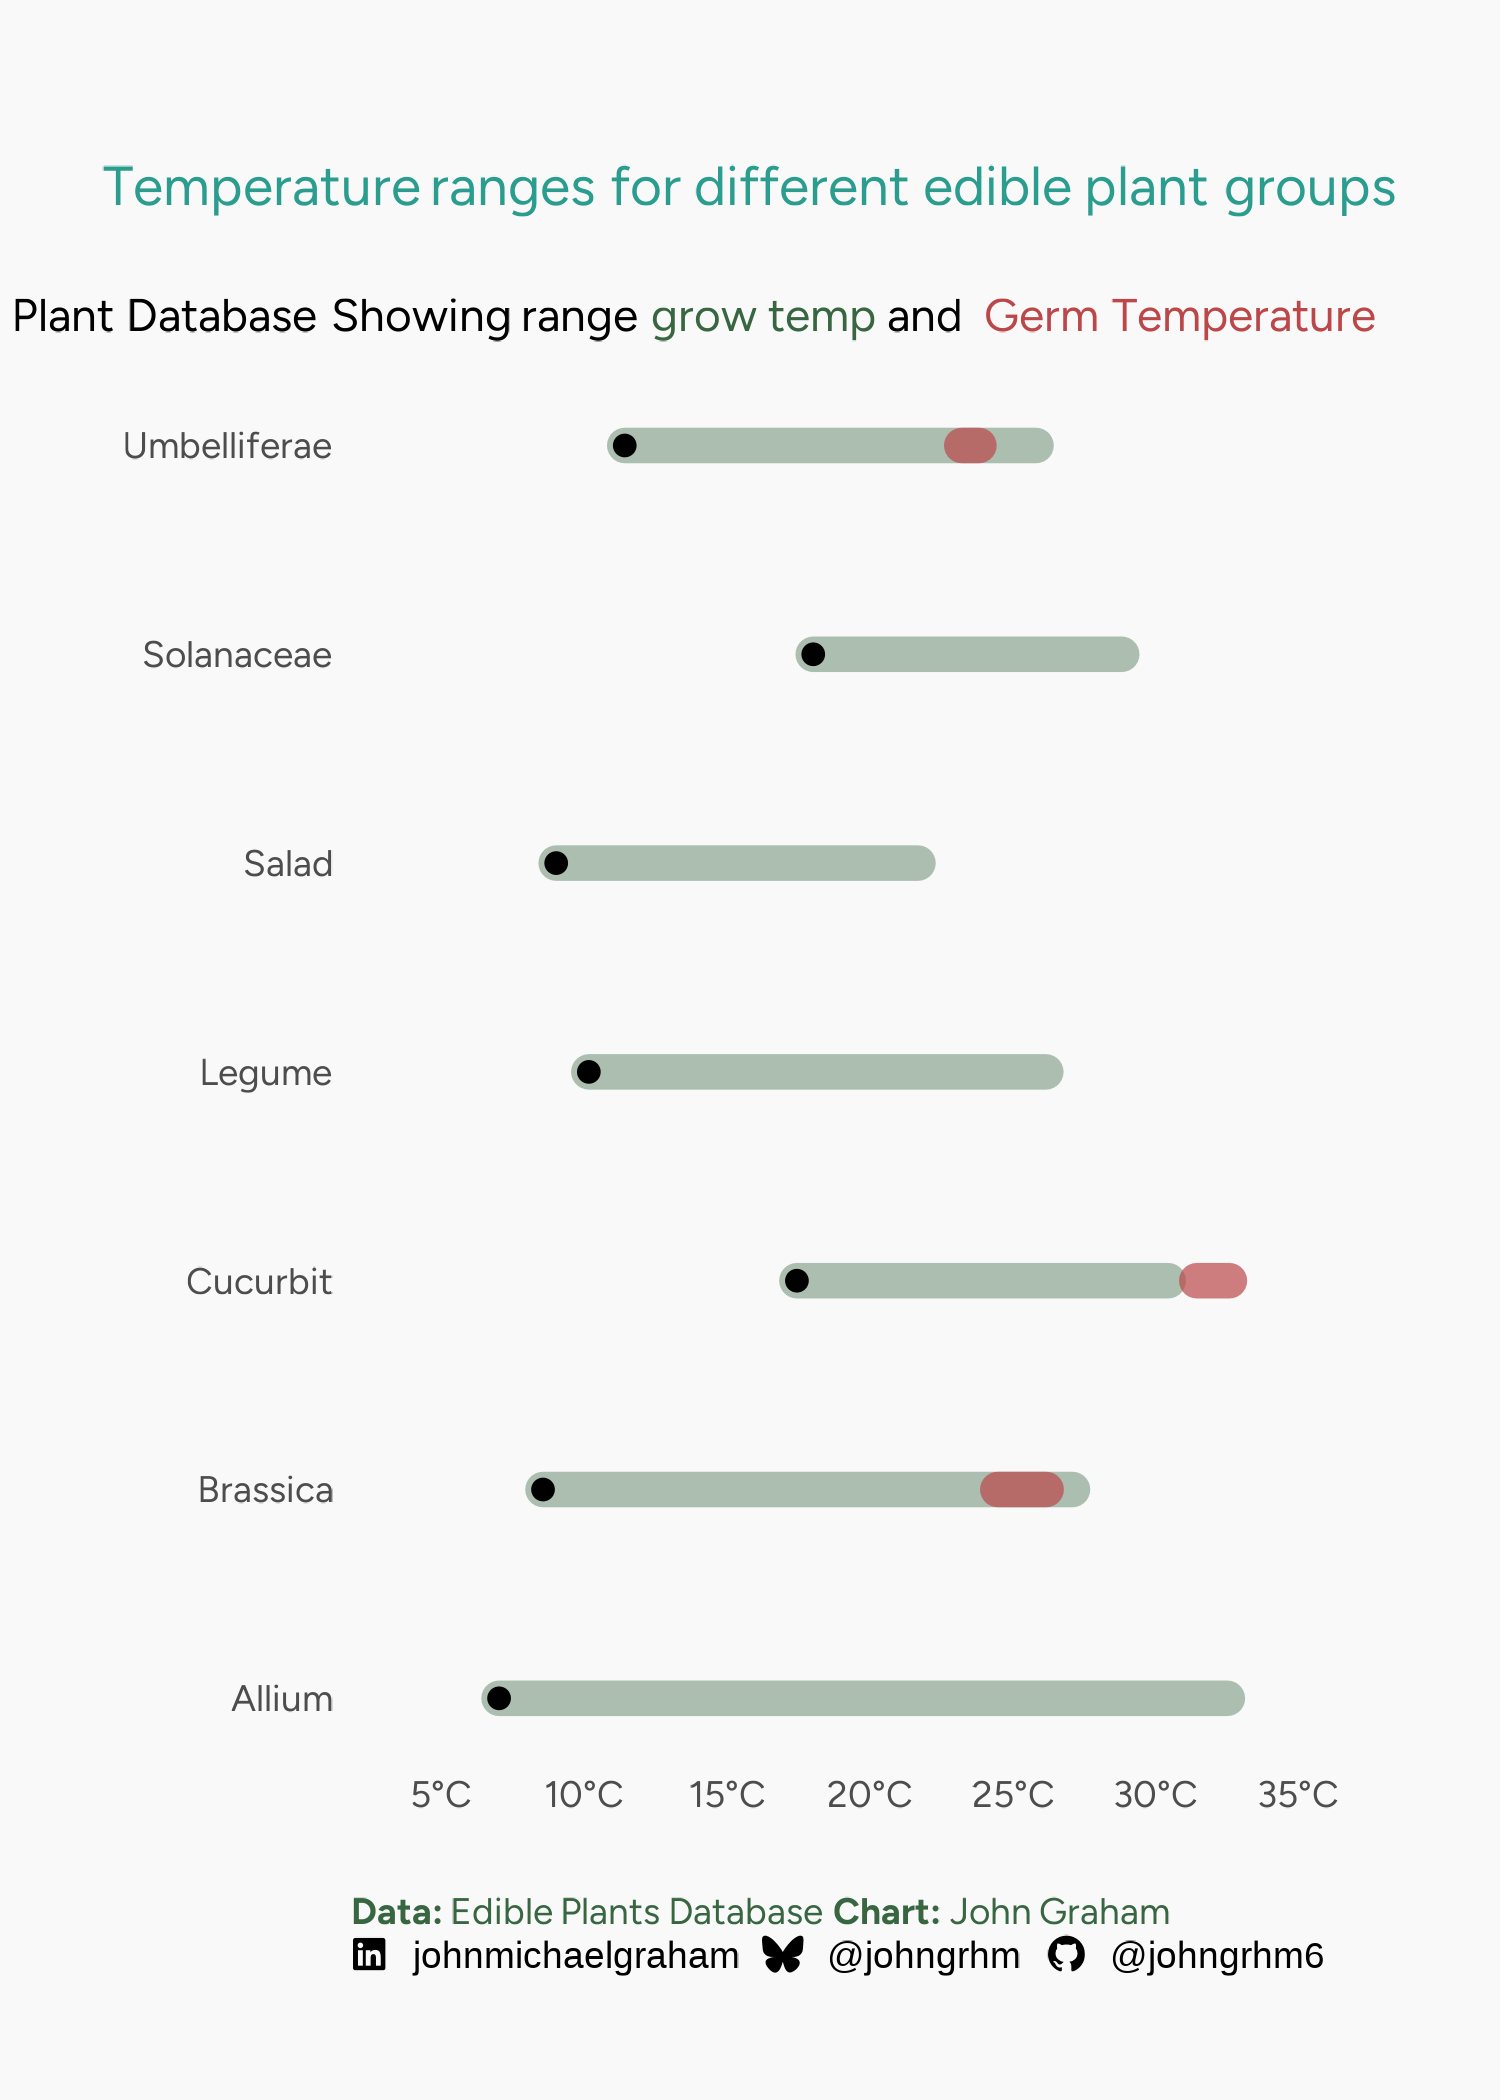 Temperature ranges for different edible plant groups
Plant Database Showing range grow temp and Germ Temperature
Umbelliferae
Solanaceae
Salad
Legume
Cucurbit
Brassica
Allium
5°C 10°C 15°C 20°C 25°C 30°C 35°C
Data: Edible Plants Database Chart: John Graham
in johnmichaelgraham @johngrhm @johngrhm6